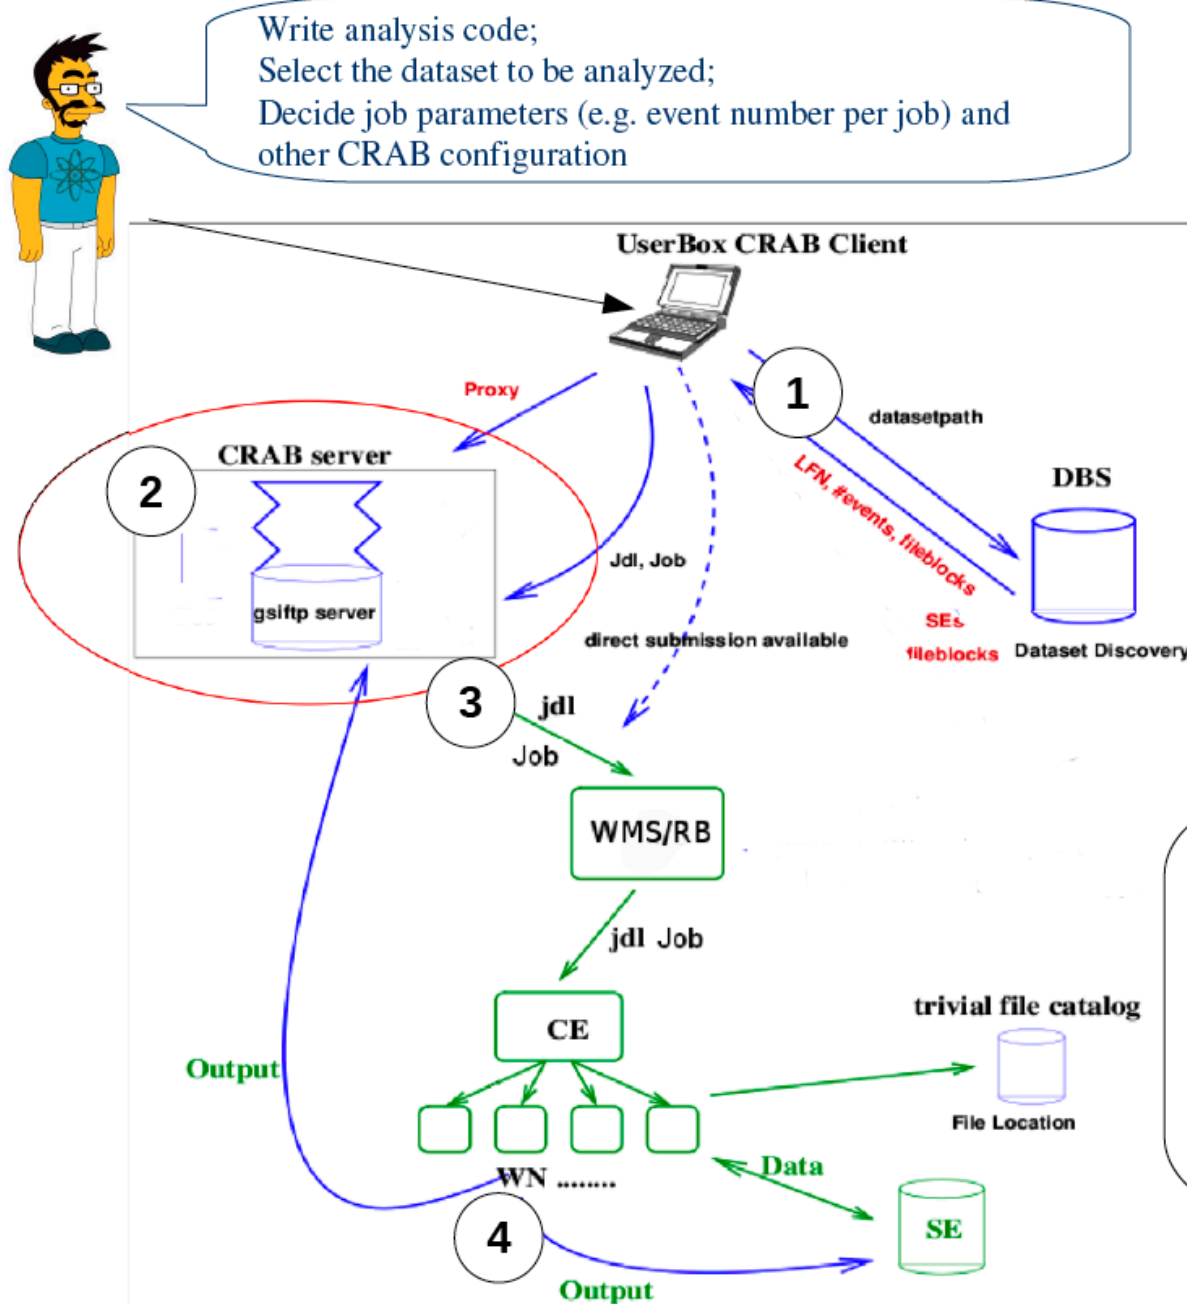 Write analysis code;
Select the dataset to be analyzed;
Decide job parameters (e.g. event number per job) and
other CRAB configuration
UserBox CRAB Client
1
Proxy
datasetpath
CRAB server
2
LFN, #events, fileblocks
DBS
Jdl, Job
gsiftp server
SEs
direct submission available
fileblocks
Dataset Discovery
3
jdl
Job
WMS/RB
jdl Job
trivial file catalog
CE
Output
File Location
Data
WN ........
4
SE
Output